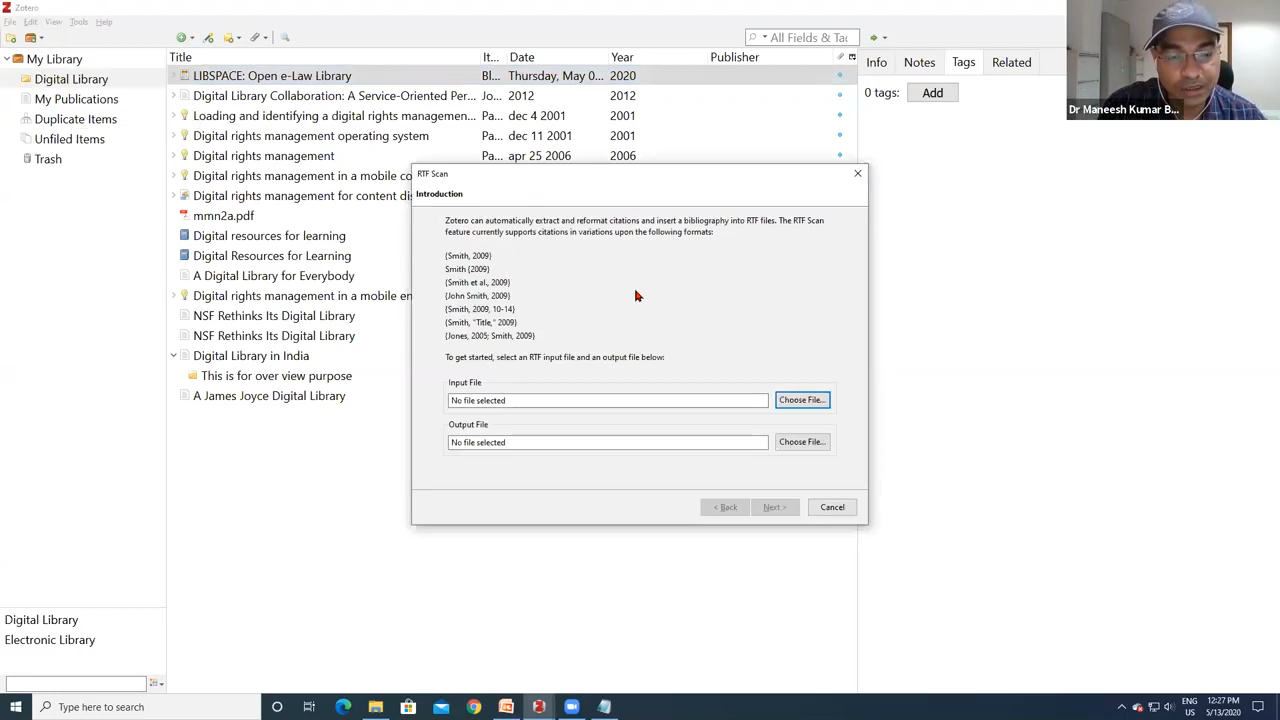 Zotero
File Edit View Tools Help
All Fields & Tag
My Library
Digital Library
My Publications
Duplicate Items
Unfiled Items
Trash
Title It... Date Year Publisher
LIBSPACE: Open e-Law Library Bl... Thursday, May 0... 2020
Digital Library Collaboration: A Service-Oriented Per... Jo... 2012 2012
Loading and identifying a digital rights managemen... Pa... dec 4 2001 2001
Digital rights management operating system Pa... dec 11 2001 2001
Digital rights management Pa... apr 25 2006 2006
Digital rights management in a mobile co
Digital rights management for content dis
mmn2a.pdf
Digital resources for learning
Digital Resources for Learning
A Digital Library for Everybody
Digital rights management in a mobile en
NSF Rethinks Its Digital Library
NSF Rethinks Its Digital Library
Digital Library in India
This is for over view purpose
A James Joyce Digital Library
Info Notes Tags Related
0 tags: Add
Dr Maneesh Kumar B...
RTF Scan
Introduction
Zotero can automatically extract and reformat citations and insert a bibliography into RTF files. The RTF Scan
feature currently supports citations in variations upon the following formats:
{Smith, 2009}
Smith {2009}
{Smith et al., 2009}
{John Smith, 2009}
{Smith, 2009, 10-14}
{Smith, "Title," 2009}
{Jones, 2005; Smith, 2009}
To get started, select an RTF input file and an output file below:
Input File
No file selected Choose File...
Output File
No file selected Choose File...
< Back Next > Cancel
Digital Library
Electronic Library
Type here to search
ENG
US
12:27 PM
5/13/2020